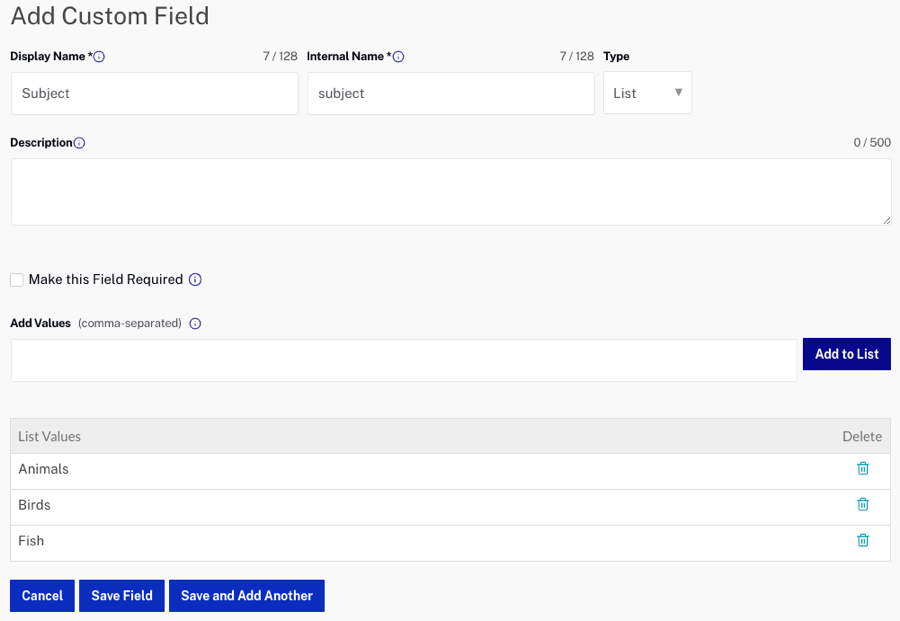 Add Custom Field
Display Name * 7 / 128 Internal Name * 7 / 128 Type
Subject subject List
Description 0 / 500
Make this Field Required
Add Values (comma-separated)
Add to List
List Values Delete
Animals
Birds
Fish
Cancel Save Field Save and Add Another